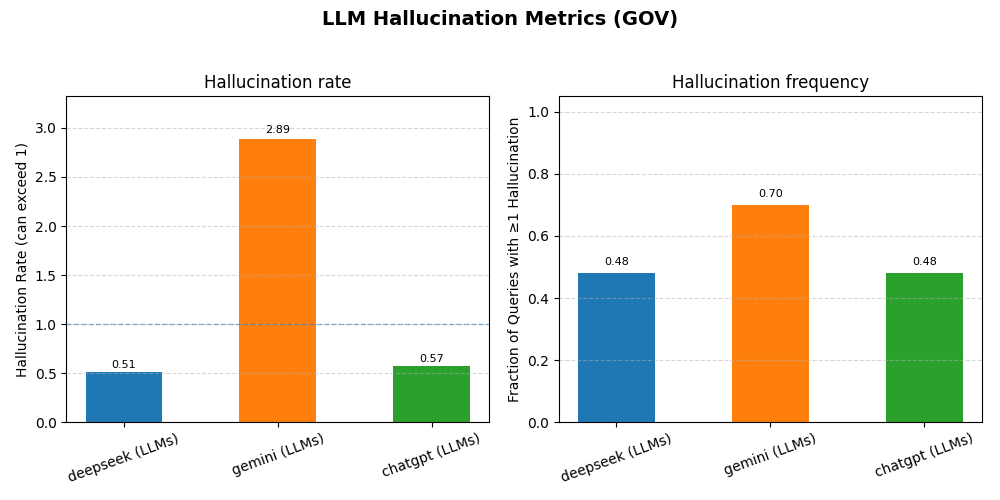 LLM Hallucination Metrics (GOV)
Hallucination rate
Hallucination Rate (can exceed 1)
3.0
2.5
2.0
1.5
1.0
0.5
0.0
0.51
2.89
0.57
deepseek (LLMs)
gemini (LLMs)
chatgpt (LLMs)
Hallucination frequency
Fraction of Queries with ≥1 Hallucination
1.0
0.8
0.6
0.4
0.2
0.0
0.48
0.70
0.48
deepseek (LLMs)
gemini (LLMs)
chatgpt (LLMs)